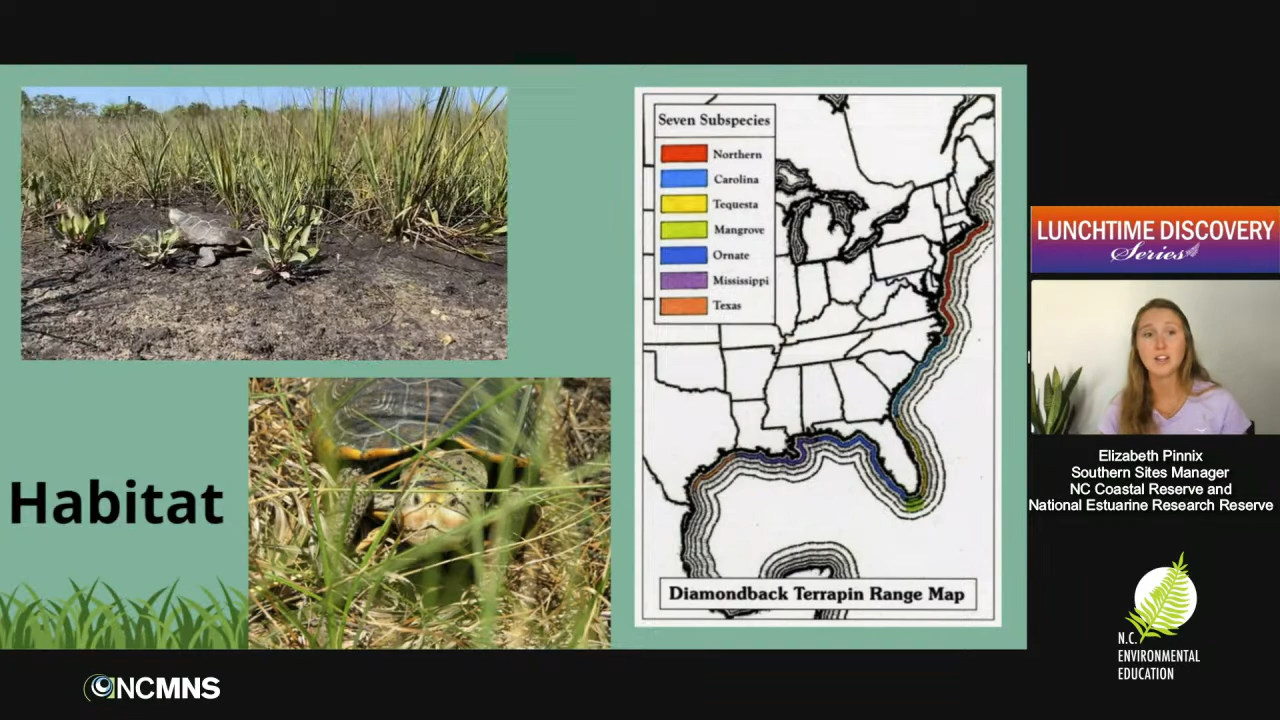 Seven Subspecies
Northern
Carolina
Tequesta
Mangrove
Ornate
Mississippi
Texas
Diamondback Terrapin Range Map
Habitat
NCMNS
LUNCHTIME DISCOVERY
Series
Elizabeth Pinnix
Southern Sites Manager
NC Coastal Reserve and
National Estuarine Research Reserve
N.C.
ENVIRONMENTAL
EDUCATION